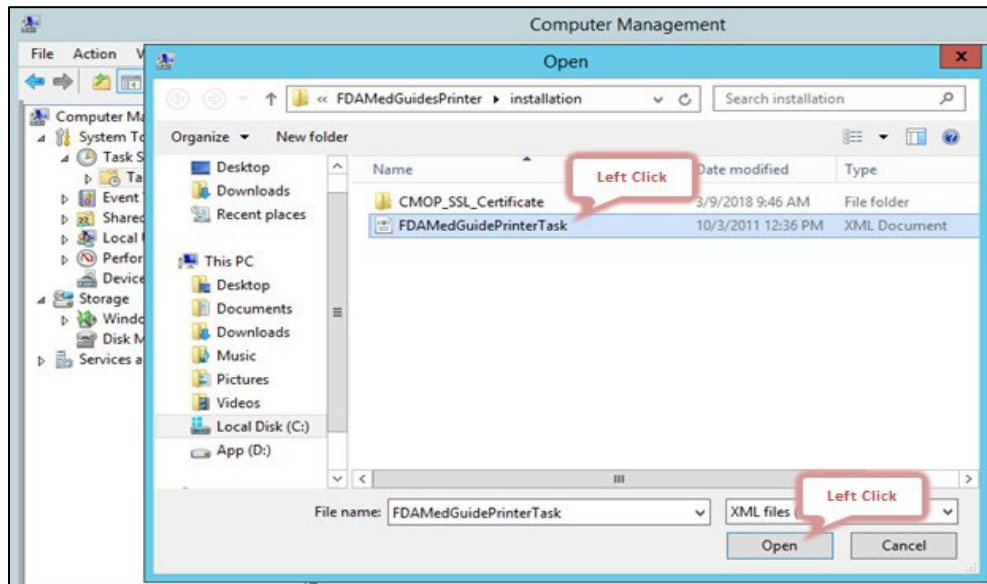 Computer Management
File Action V
Open
« FDAMedGuidesPrinter ▸ installation
Search installation
Computer Ma
System To
Task S
Ta
Event
Shared
Local
Perfor
Device
Storage
Windo
Disk M
Services a
Organize New folder
Desktop
Downloads
Recent places
This PC
Desktop
Documents
Downloads
Music
Pictures
Videos
Local Disk (C:)
App (D:)
Name Date modified Type
Left Click
CMOP_SSL_Certificate 3/9/2018 9:46 AM File folder
FDAMedGuidePrinterTask 10/3/2011 12:36 PM XML Document
Left Click
File name: FDAMedGuidePrinterTask XML files (
Open Cancel